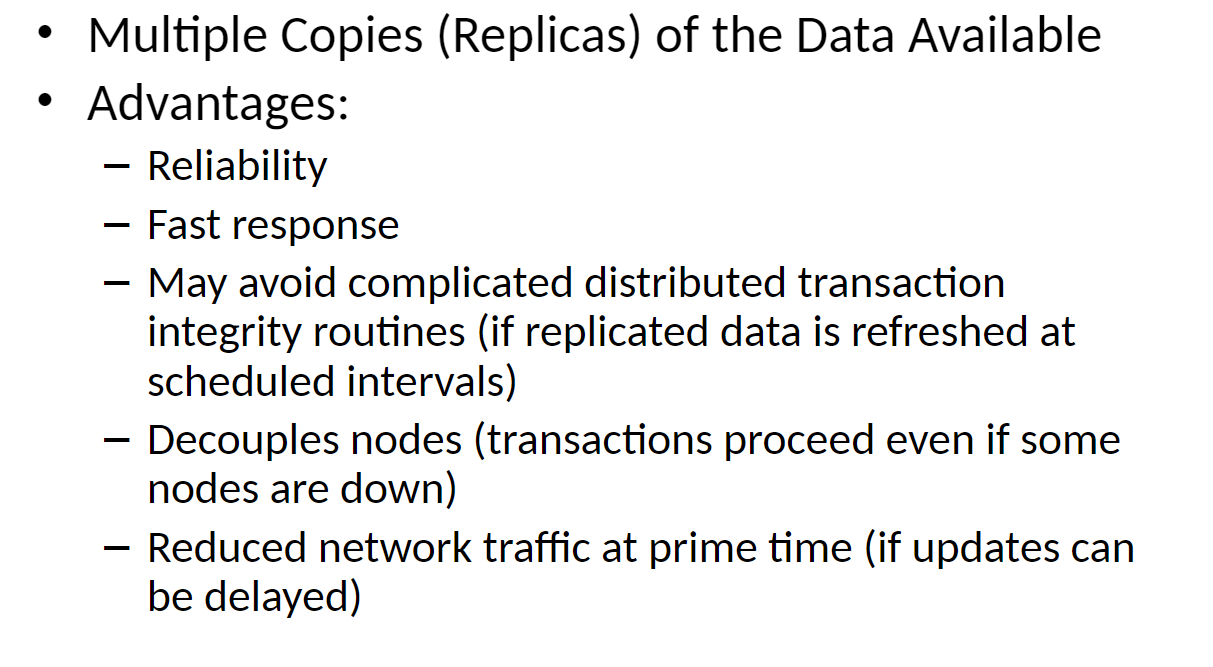 • Multiple Copies (Replicas) of the Data Available
• Advantages:
– Reliability
– Fast response
– May avoid complicated distributed transaction
integrity routines (if replicated data is refreshed at
scheduled intervals)
– Decouples nodes (transactions proceed even if some
nodes are down)
– Reduced network traffic at prime time (if updates can
be delayed)